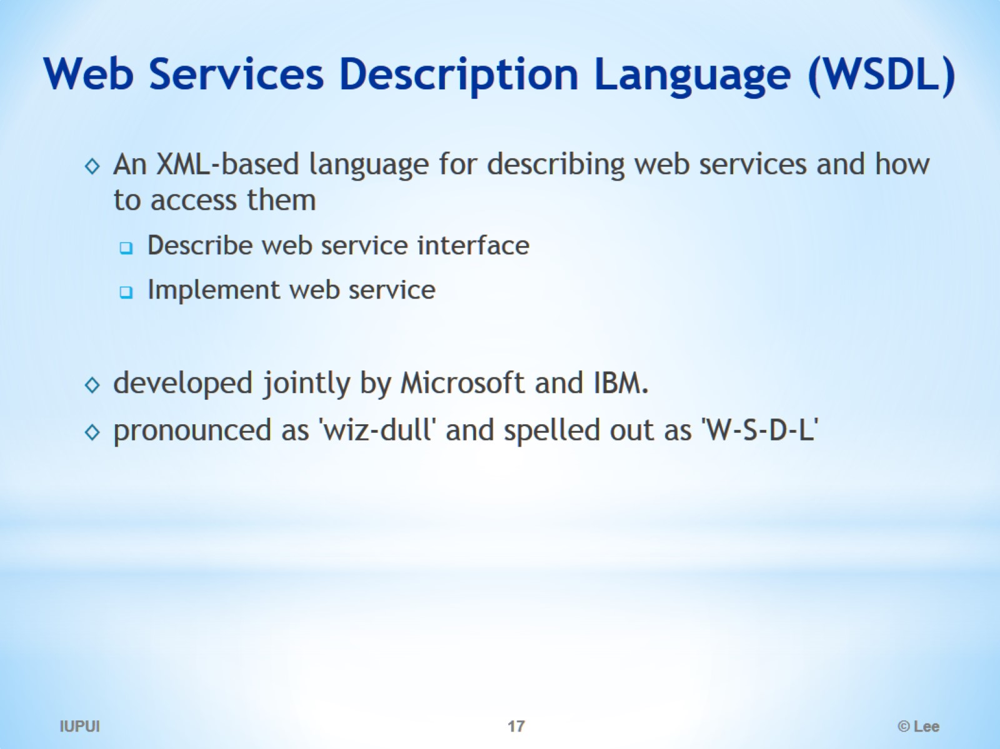 Web Services Description Language (WSDL)
An XML-based language for describing web services and how
to access them
Describe web service interface
Implement web service
developed jointly by Microsoft and IBM.
pronounced as 'wiz-dull' and spelled out as 'W-S-D-L'
IUPUI
17
© Lee